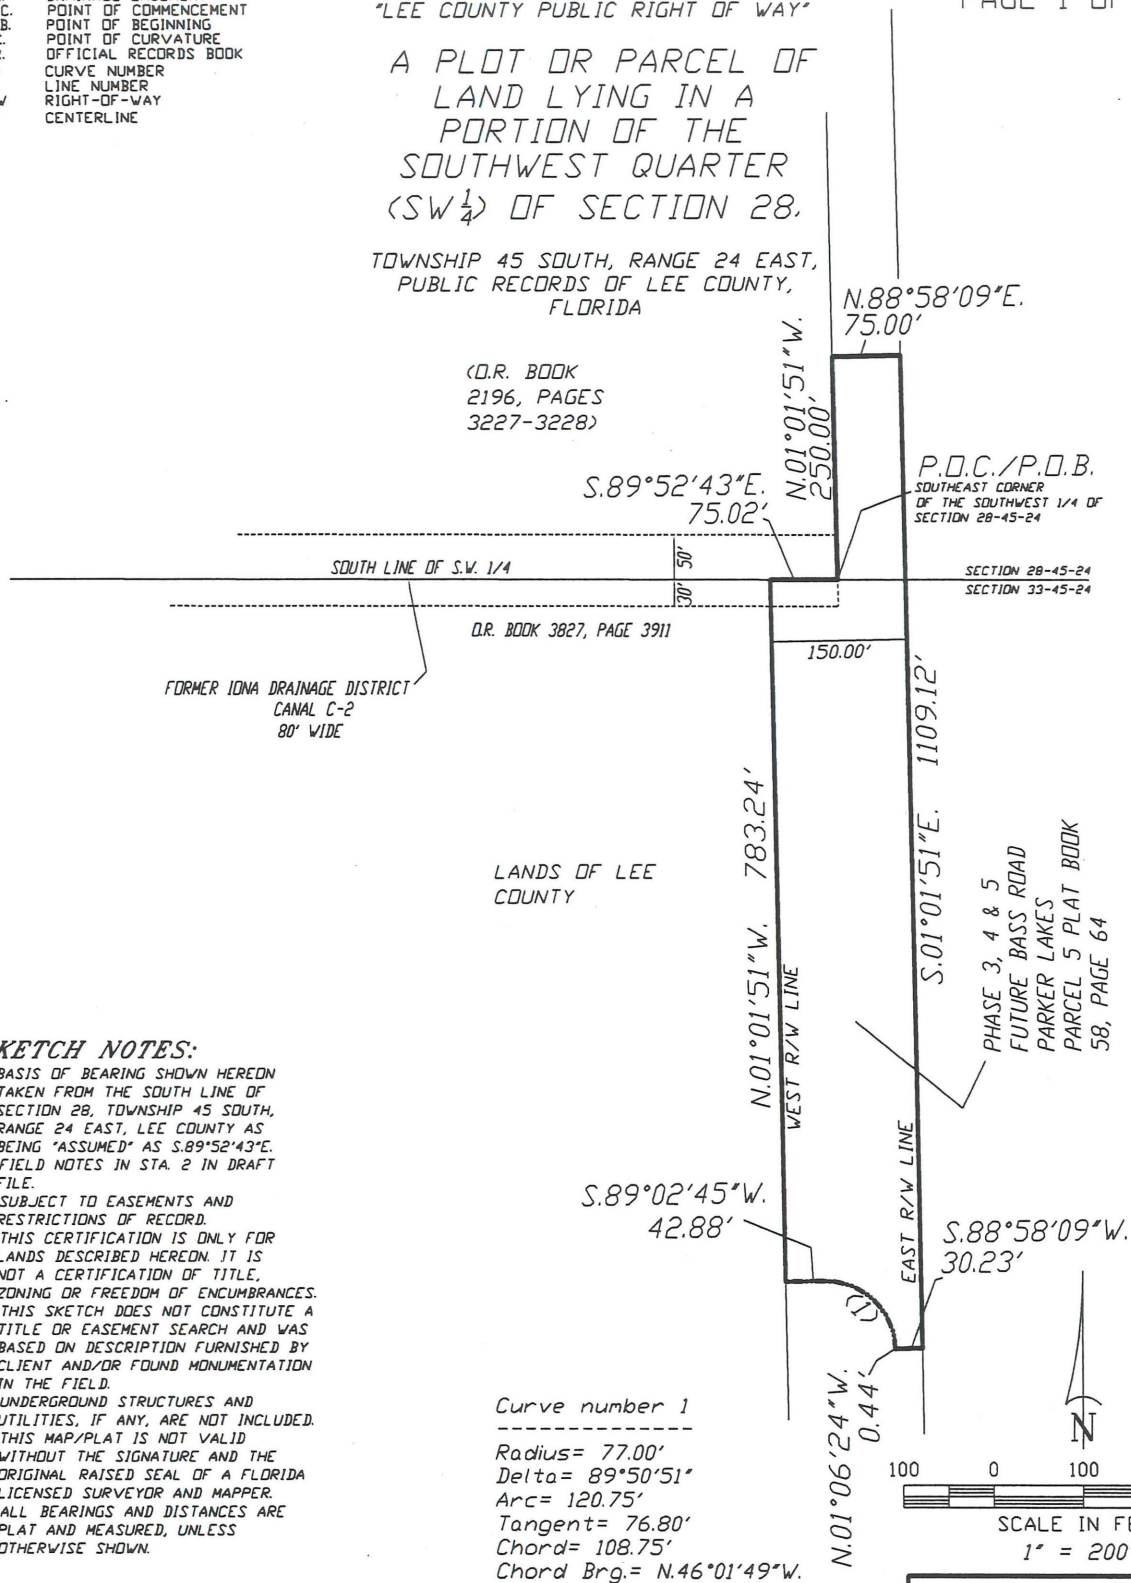 C. POINT OF COMMENCEMENT
B. POINT OF BEGINNING
POINT OF CURVATURE
OFFICIAL RECORDS BOOK
CURVE NUMBER
LINE NUMBER
RIGHT-OF-WAY
CENTERLINE
"LEE COUNTY PUBLIC RIGHT OF WAY"
PAGE 1 OF
A PLOT OR PARCEL OF
LAND LYING IN A
PORTION OF THE
SOUTHWEST QUARTER
(SW 1/4) OF SECTION 28,
TOWNSHIP 45 SOUTH, RANGE 24 EAST,
PUBLIC RECORDS OF LEE COUNTY,
FLORIDA
N.88°58'09"E.
75.00'
(O.R. BOOK
2196, PAGES
3227-3228)
N.01°01'51"W.
250.00'
S.89°52'43"E.
75.02'
P.O.C./P.O.B.
SOUTHEAST CORNER
OF THE SOUTHWEST 1/4 OF
SECTION 28-45-24
SOUTH LINE OF S.W. 1/4
50'
30'
SECTION 28-45-24
SECTION 33-45-24
O.R. BOOK 3827, PAGE 3911
150.00'
FORMER IONA DRAINAGE DISTRICT
CANAL C-2
80' WIDE
N.01°01'51"W. 783.24'
WEST R/W LINE
S.01°01'51"E. 1109.12'
EAST R/W LINE
LANDS OF LEE
COUNTY
PHASE 3, 4 & 5
FUTURE BASS ROAD
PARKER LAKES
PARCEL 5 PLAT BOOK
58, PAGE 64
KETCH NOTES:
BASIS OF BEARING SHOWN HEREON
TAKEN FROM THE SOUTH LINE OF
SECTION 28, TOWNSHIP 45 SOUTH,
RANGE 24 EAST, LEE COUNTY AS
BEING "ASSUMED" AS S.89°52'43"E.
FIELD NOTES IN STA. 2 IN DRAFT
FILE.
SUBJECT TO EASEMENTS AND
RESTRICTIONS OF RECORD.
THIS CERTIFICATION IS ONLY FOR
LANDS DESCRIBED HEREON. IT IS
NOT A CERTIFICATION OF TITLE,
ZONING OR FREEDOM OF ENCUMBRANCES.
THIS SKETCH DOES NOT CONSTITUTE A
TITLE OR EASEMENT SEARCH AND WAS
BASED ON DESCRIPTION FURNISHED BY
CLIENT AND/OR FOUND MONUMENTATION
IN THE FIELD.
UNDERGROUND STRUCTURES AND
UTILITIES, IF ANY, ARE NOT INCLUDED.
THIS MAP/PLAT IS NOT VALID
WITHOUT THE SIGNATURE AND THE
ORIGINAL RAISED SEAL OF A FLORIDA
LICENSED SURVEYOR AND MAPPER.
ALL BEARINGS AND DISTANCES ARE
PLAT AND MEASURED, UNLESS
OTHERWISE SHOWN.
S.89°02'45"W.
42.88'
S.88°58'09"W.
30.23'
(1)
N.01°06'24"W.
0.44'
Curve number 1
-------------
Radius= 77.00'
Delta= 89°50'51"
Arc= 120.75'
Tangent= 76.80'
Chord= 108.75'
Chord Brg.= N.46°01'49"W.
N
100 0 100
SCALE IN FE
1" = 200'